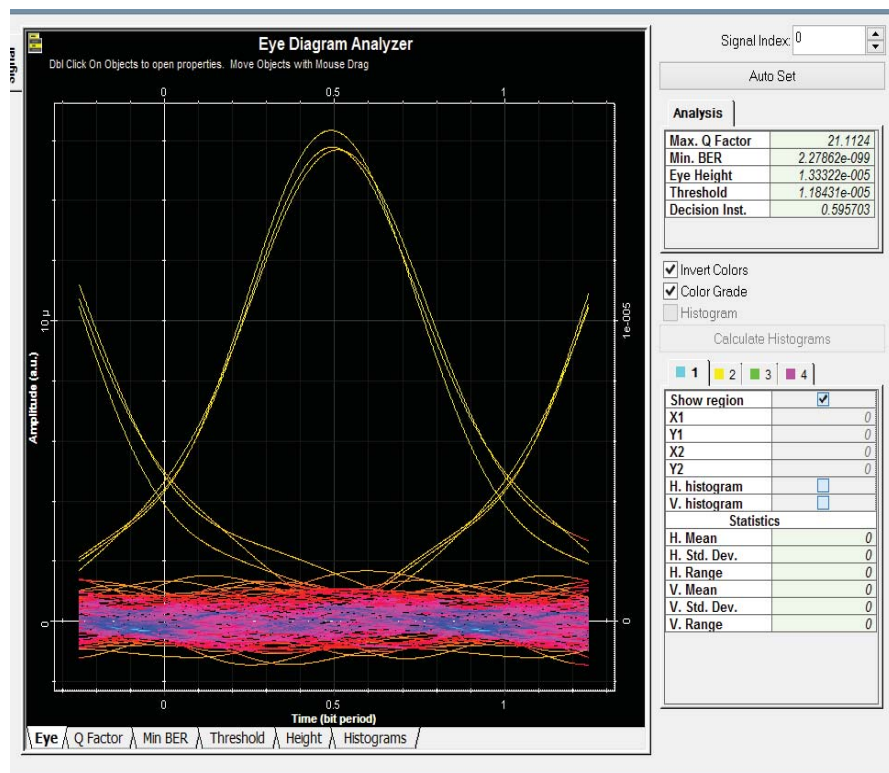 Signal
Eye Diagram Analyzer
Dbl Click On Objects to open properties. Move Objects with Mouse Drag
0 0.5 1
Amplitude (a.u.)
10 µ
0
1e-005
0
0 0.5 1
Time (bit period)
Eye Q Factor Min BER Threshold Height Histograms
Signal Index: 0
Auto Set
Analysis
Max. Q Factor 21.1124
Min. BER 2.27862e-099
Eye Height 1.33322e-005
Threshold 1.18431e-005
Decision Inst. 0.595703
Invert Colors
Color Grade
Histogram
Calculate Histograms
1 2 3 4
Show region
X1 0
Y1 0
X2 0
Y2 0
H. histogram
V. histogram
Statistics
H. Mean 0
H. Std. Dev. 0
H. Range 0
V. Mean 0
V. Std. Dev. 0
V. Range 0